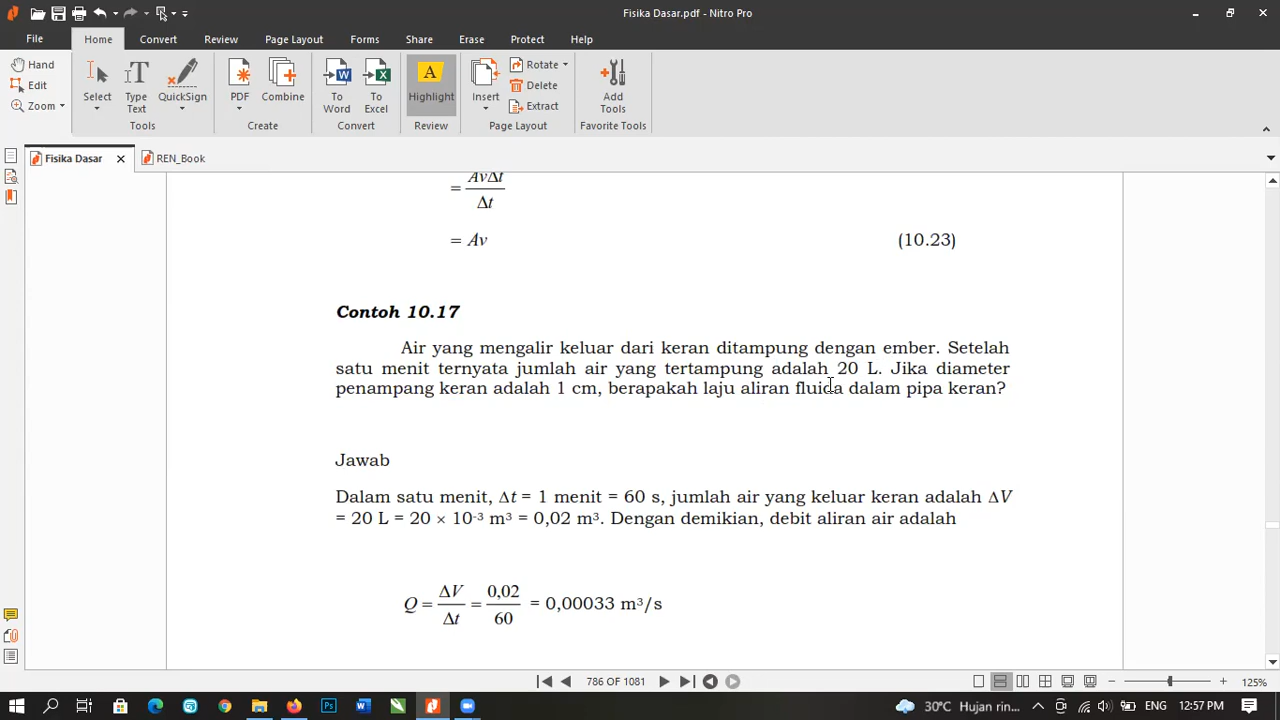 Fisika Dasar.pdf - Nitro Pro
File Home Convert Review Page Layout Forms Share Erase Protect Help
Hand
Edit
Zoom
Select
Type Text
QuickSign
Tools
PDF
Combine
Create
To Word
To Excel
Convert
Highlight
Review
Insert
Rotate
Delete
Extract
Page Layout
Add Tools
Favorite Tools
Fisika Dasar
REN_Book
= AvΔt / Δt
= Av (10.23)
Contoh 10.17
Air yang mengalir keluar dari keran ditampung dengan ember. Setelah
satu menit ternyata jumlah air yang tertampung adalah 20 L. Jika diameter
penampang keran adalah 1 cm, berapakah laju aliran fluida dalam pipa keran?
Jawab
Dalam satu menit, Δt = 1 menit = 60 s, jumlah air yang keluar keran adalah ΔV
= 20 L = 20 × 10⁻³ m³ = 0,02 m³. Dengan demikian, debit aliran air adalah
Q = ΔV / Δt = 0,02 / 60 = 0,00033 m³/s
786 OF 1081
125%
30°C Hujan rin... ENG 12:57 PM